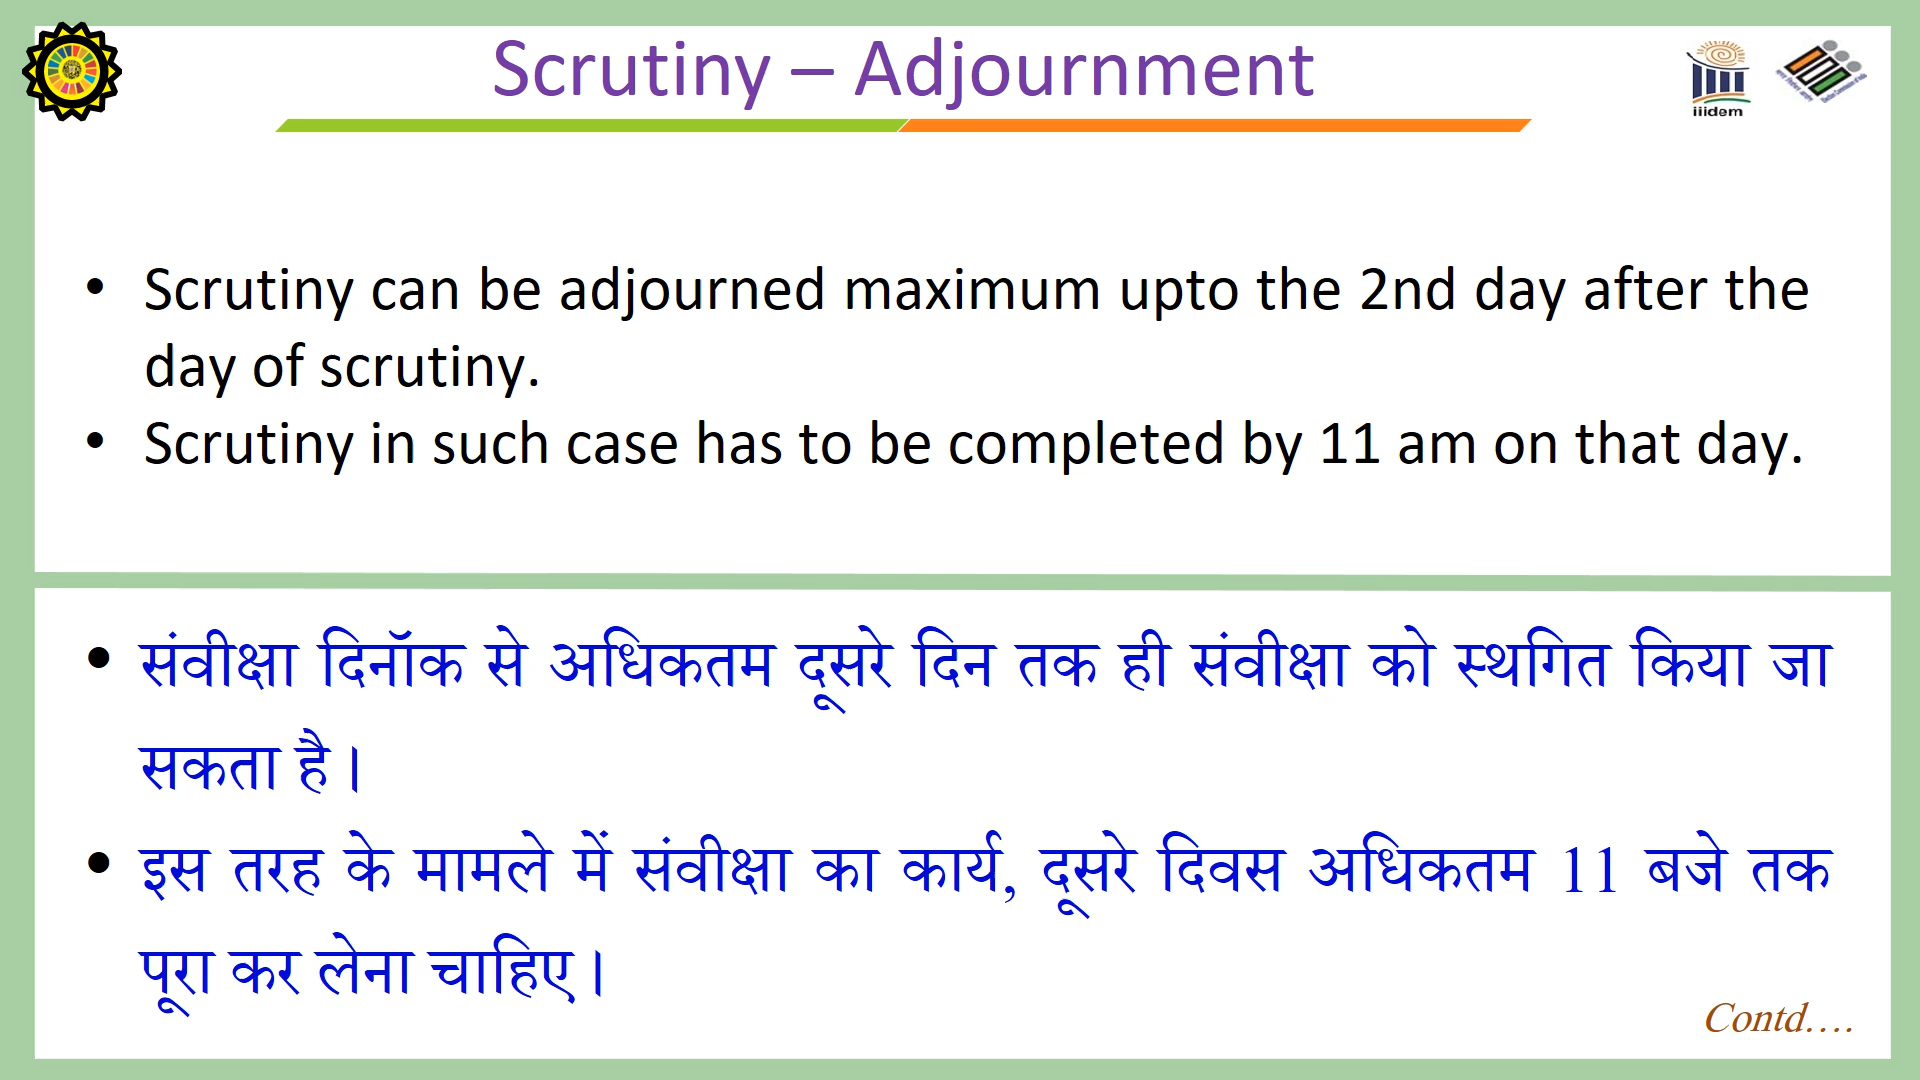 Scrutiny – Adjournment
iiidem
• Scrutiny can be adjourned maximum upto the 2nd day after the
day of scrutiny.
• Scrutiny in such case has to be completed by 11 am on that day.
• संवीक्षा दिनॉक से अधिकतम दूसरे दिन तक ही संवीक्षा को स्थगित किया जा
सकता है।
• इस तरह के मामले में संवीक्षा का कार्य, दूसरे दिवस अधिकतम 11 बजे तक
पूरा कर लेना चाहिए।
Contd....